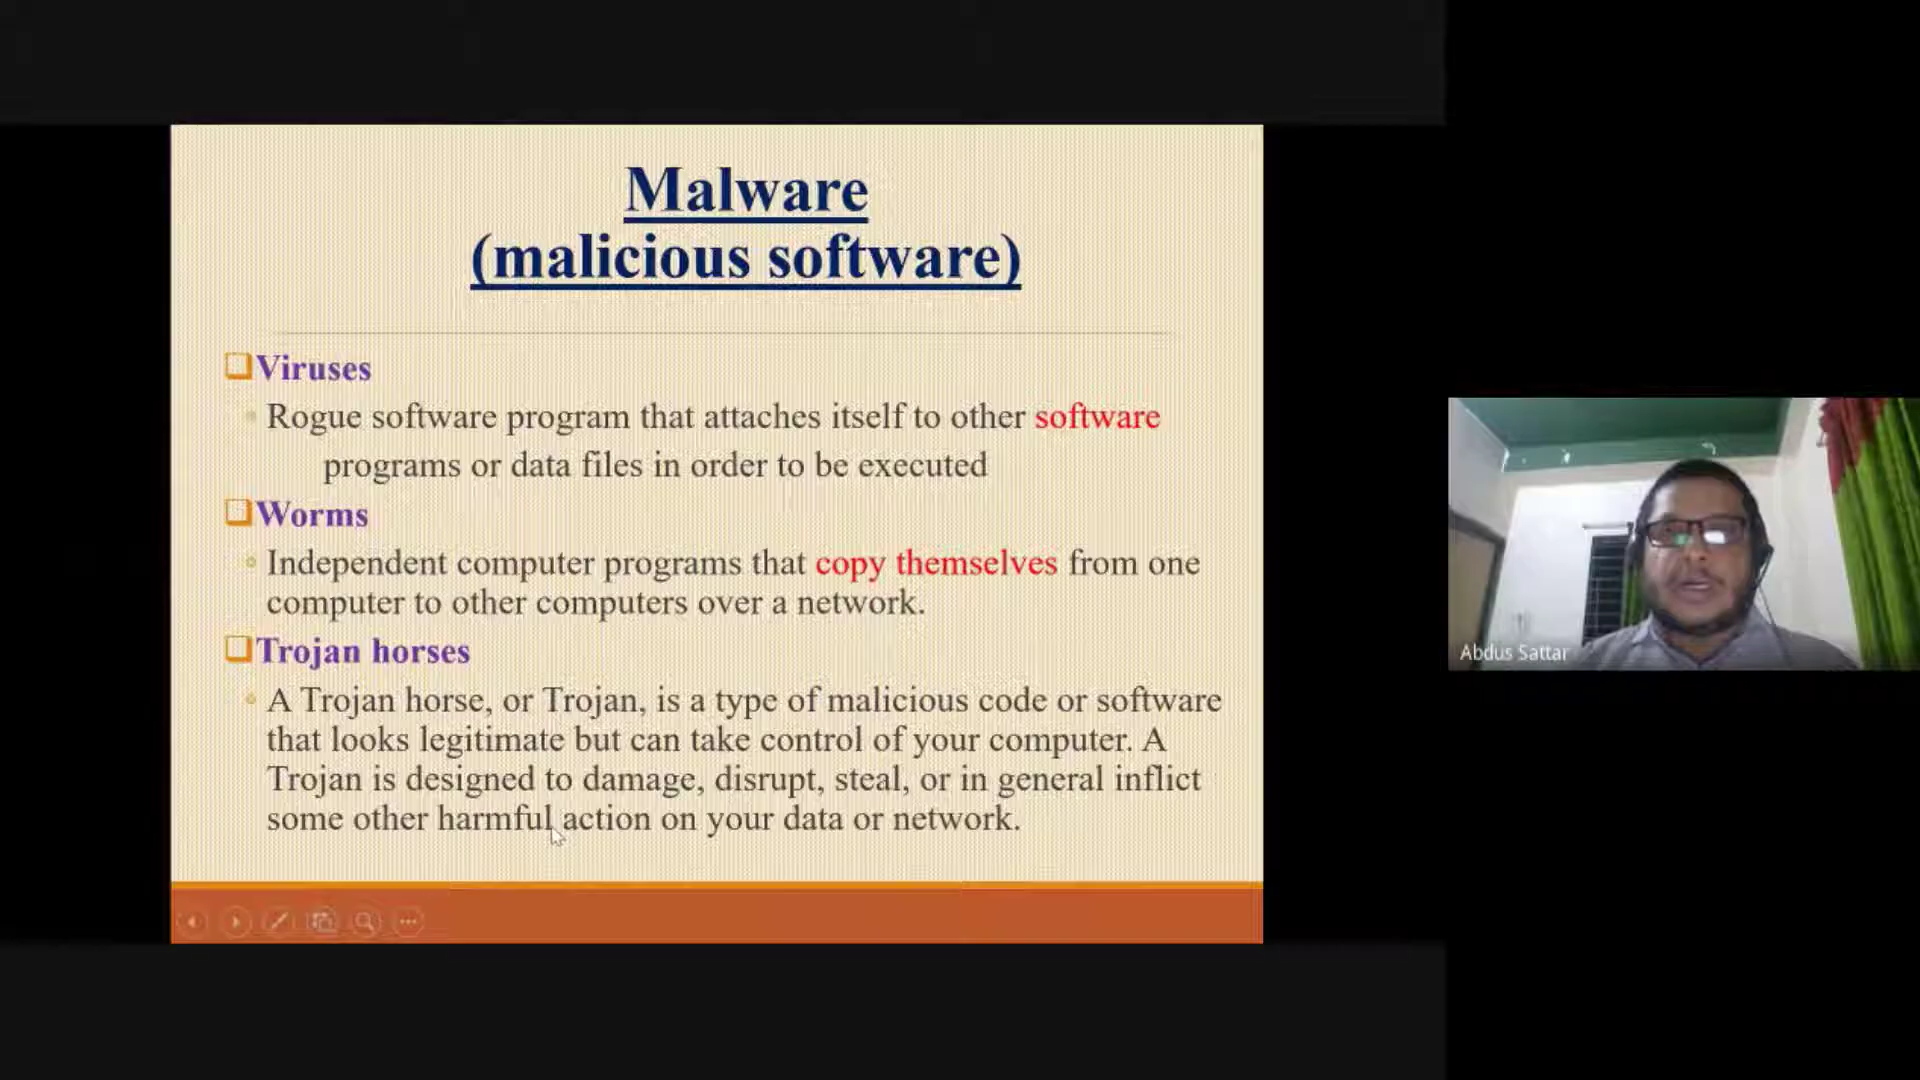 Malware
(malicious software)
Viruses
Rogue software program that attaches itself to other software
programs or data files in order to be executed
Worms
Independent computer programs that copy themselves from one
computer to other computers over a network.
Trojan horses
A Trojan horse, or Trojan, is a type of malicious code or software
that looks legitimate but can take control of your computer. A
Trojan is designed to damage, disrupt, steal, or in general inflict
some other harmful action on your data or network.
Abdus Sattar